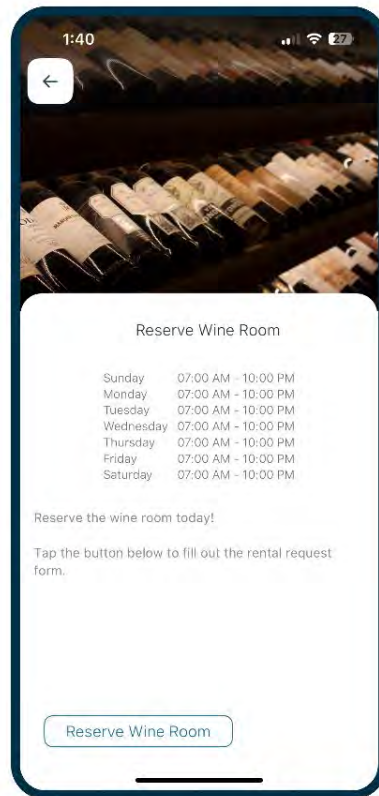 1:40
27
Reserve Wine Room
Sunday 07:00 AM - 10:00 PM
Monday 07:00 AM - 10:00 PM
Tuesday 07:00 AM - 10:00 PM
Wednesday 07:00 AM - 10:00 PM
Thursday 07:00 AM - 10:00 PM
Friday 07:00 AM - 10:00 PM
Saturday 07:00 AM - 10:00 PM
Reserve the wine room today!
Tap the button below to fill out the rental request
form.
Reserve Wine Room